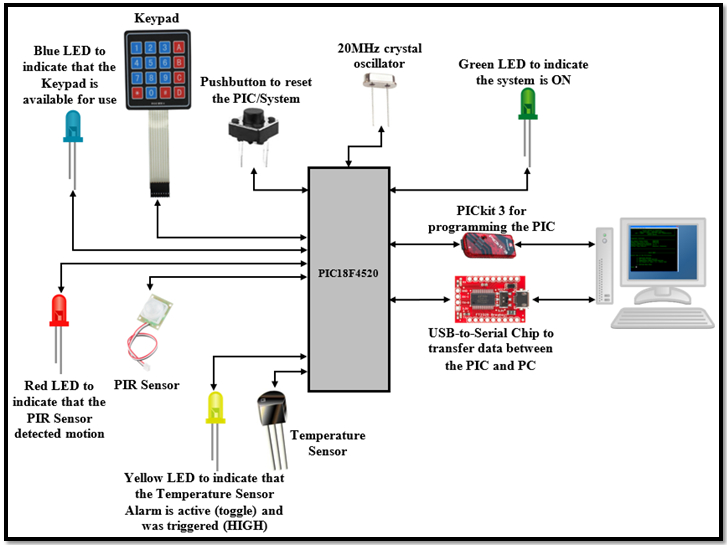 Keypad
Blue LED to
indicate that the
Keypad is
available for use
1 2 3 A
4 5 6 B
7 8 9 C
* 0 # D
Pushbutton to reset
the PIC/System
20MHz crystal
oscillator
Green LED to indicate
the system is ON
PICkit 3 for
programming the PIC
PIC18F4520
USB-to-Serial Chip to
transfer data between
the PIC and PC
Red LED to
indicate that the
PIR Sensor
detected motion
PIR Sensor
Temperature
Sensor
Yellow LED to indicate that
the Temperature Sensor
Alarm is active (toggle) and
was triggered (HIGH)